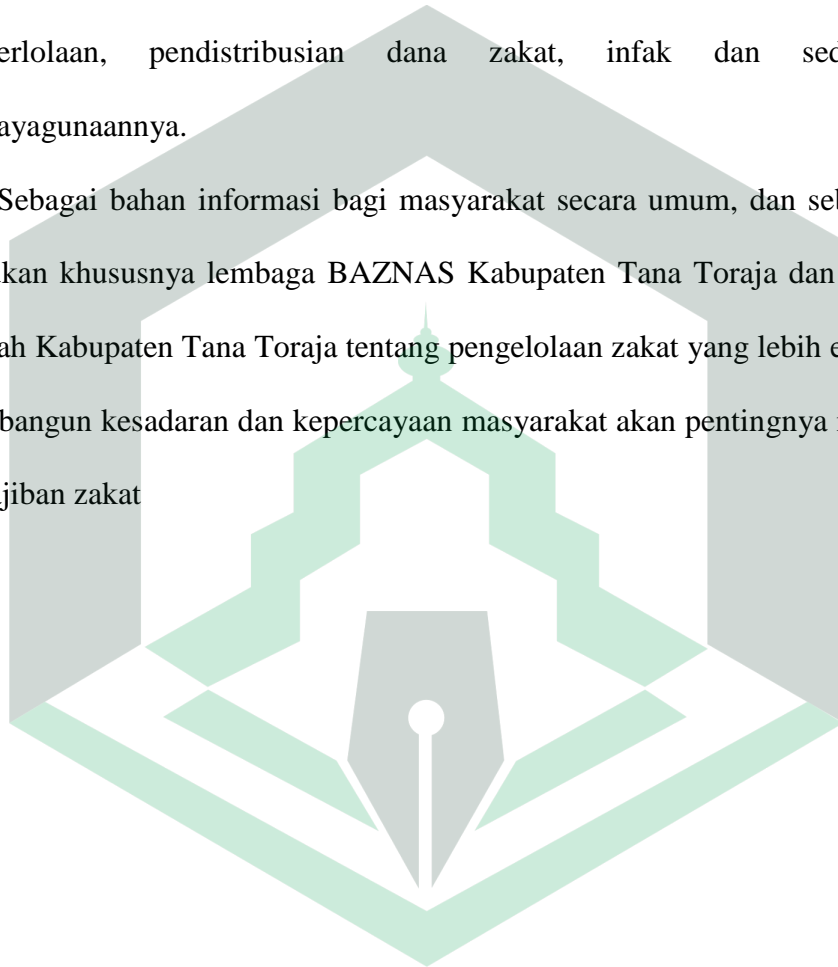 erlolaan, pendistribusian dana zakat, infak dan sed
ayagunaannya.
Sebagai bahan informasi bagi masyarakat secara umum, dan seb
kan khususnya lembaga BAZNAS Kabupaten Tana Toraja dan
ah Kabupaten Tana Toraja tentang pengelolaan zakat yang lebih e
bangun kesadaran dan kepercayaan masyarakat akan pentingnya
jiban zakat